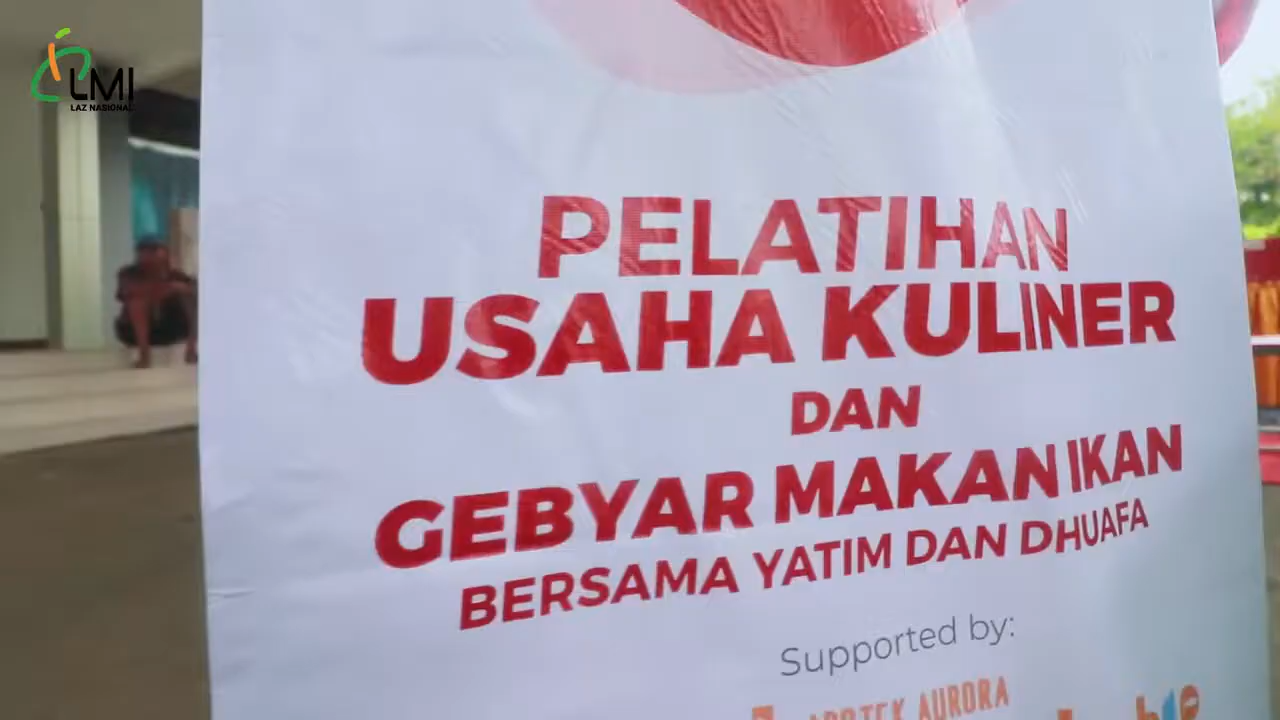 LMI
LAZ NASIONAL
PELATIHAN
USAHA KULINER
DAN
GEBYAR MAKAN IKAN
BERSAMA YATIM DAN DHUAFA
Supported by:
APOTEK AURORA